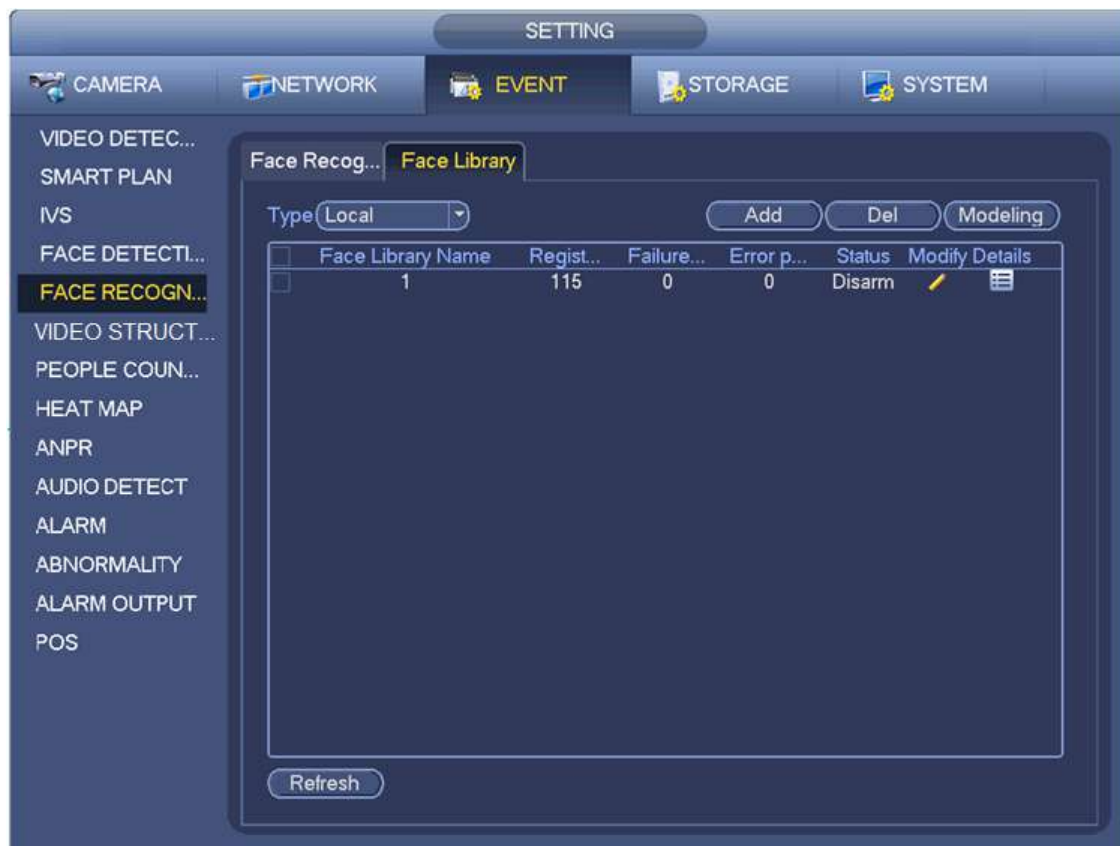 SETTING
CAMERA NETWORK EVENT STORAGE SYSTEM
VIDEO DETEC...
SMART PLAN
IVS
FACE DETECTI...
FACE RECOGN...
VIDEO STRUCT...
PEOPLE COUN...
HEAT MAP
ANPR
AUDIO DETECT
ALARM
ABNORMALITY
ALARM OUTPUT
POS
Face Recog... Face Library
Type Local Add Del Modeling
Face Library Name Regist... Failure... Error p... Status Modify Details
1 115 0 0 Disarm
Refresh